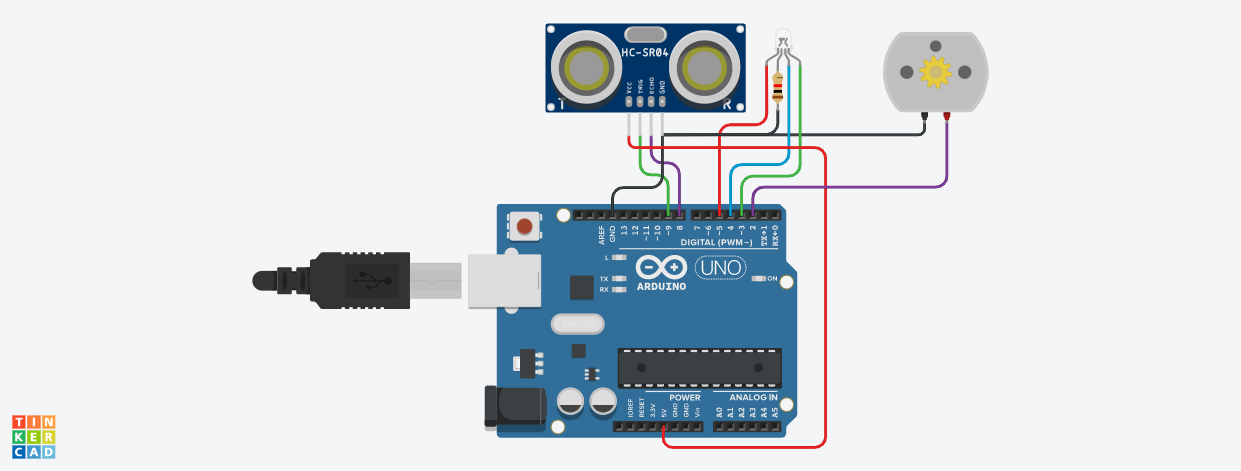 HC-SR04
VCC
TRIG
ECHO
GND
T
R
AREF
GND
13
12
~11
~10
~9
8
7
~6
~5
4
~3
2
TX→1
RX←0
DIGITAL (PWM~)
L
TX
RX
UNO
ARDUINO
ON
IOREF
RESET
3.3V
5V
GND
GND
Vin
POWER
ANALOG IN
A0
A1
A2
A3
A4
A5
TIN
KER
CAD